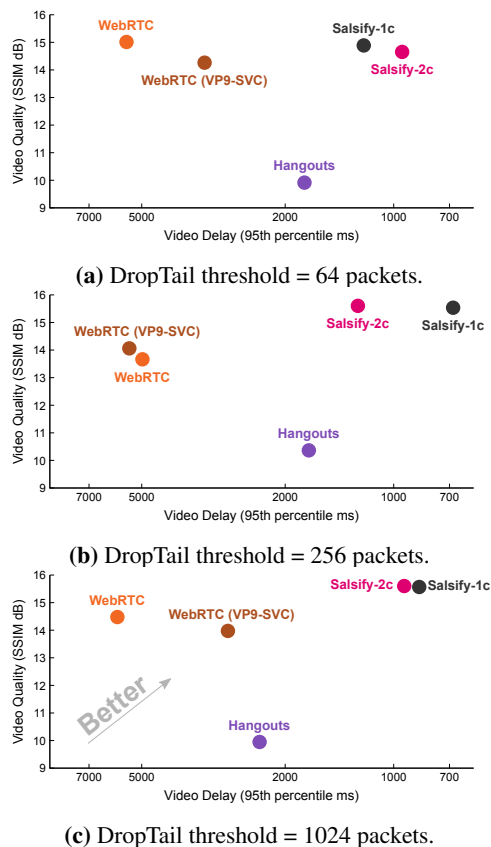 16
WebRTC
Salsify-1c
15
14
WebRTC (VP9-SVC)
Salsify-2c
13
12
Video Quality (SSIM dB)
11
Hangouts
10
9
7000 5000 2000 1000 700
Video Delay (95th percentile ms)
(a) DropTail threshold = 64 packets.
16
15
WebRTC (VP9-SVC)
Salsify-2c
Salsify-1c
14
WebRTC
13
12
Video Quality (SSIM dB)
11
Hangouts
10
9
7000 5000 2000 1000 700
Video Delay (95th percentile ms)
(b) DropTail threshold = 256 packets.
16
WebRTC
Salsify-2c
Salsify-1c
15
WebRTC (VP9-SVC)
14
13
12
Video Quality (SSIM dB)
Better
11
Hangouts
10
9
7000 5000 2000 1000 700
Video Delay (95th percentile ms)
(c) DropTail threshold = 1024 packets.